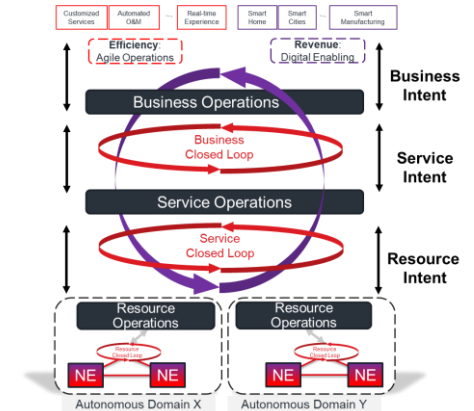 Customized
Services
Automated
O&M
...
Real-time
Experience
Smart
Home
Smart
Cities
...
Smart
Manufacturing
Efficiency:
Agile Operations
Revenue:
Digital Enabling
Business
Intent
Business Operations
Business
Closed Loop
Service
Intent
Service Operations
Service
Closed Loop
Resource
Intent
Resource
Operations
Resource
Operations
Resource
Closed Loop
Resource
Closed Loop
NE
NE
NE
NE
Autonomous Domain X
Autonomous Domain Y